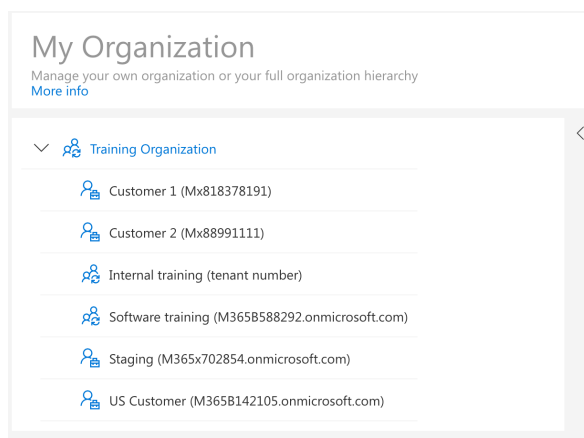 My Organization
Manage your own organization or your full organization hierarchy
More info
Training Organization
Customer 1 (Mx818378191)
Customer 2 (Mx88991111)
Internal training (tenant number)
Software training (M365B588292.onmicrosoft.com)
Staging (M365x702854.onmicrosoft.com)
US Customer (M365B142105.onmicrosoft.com)